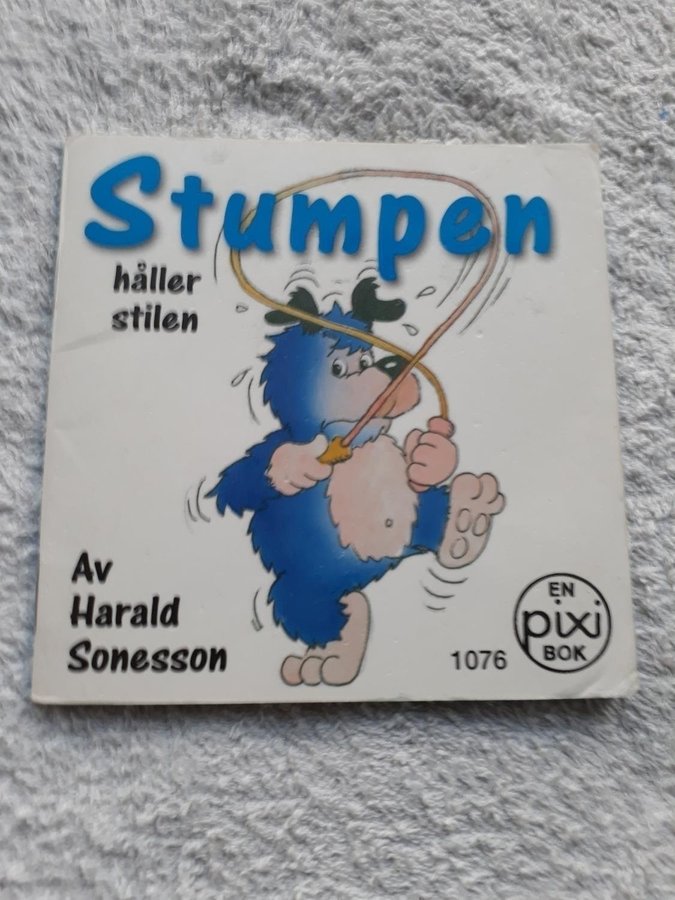 Stumpen
håller
stilen
Av
Harald
Sonesson
1076
EN
pixi
BOK